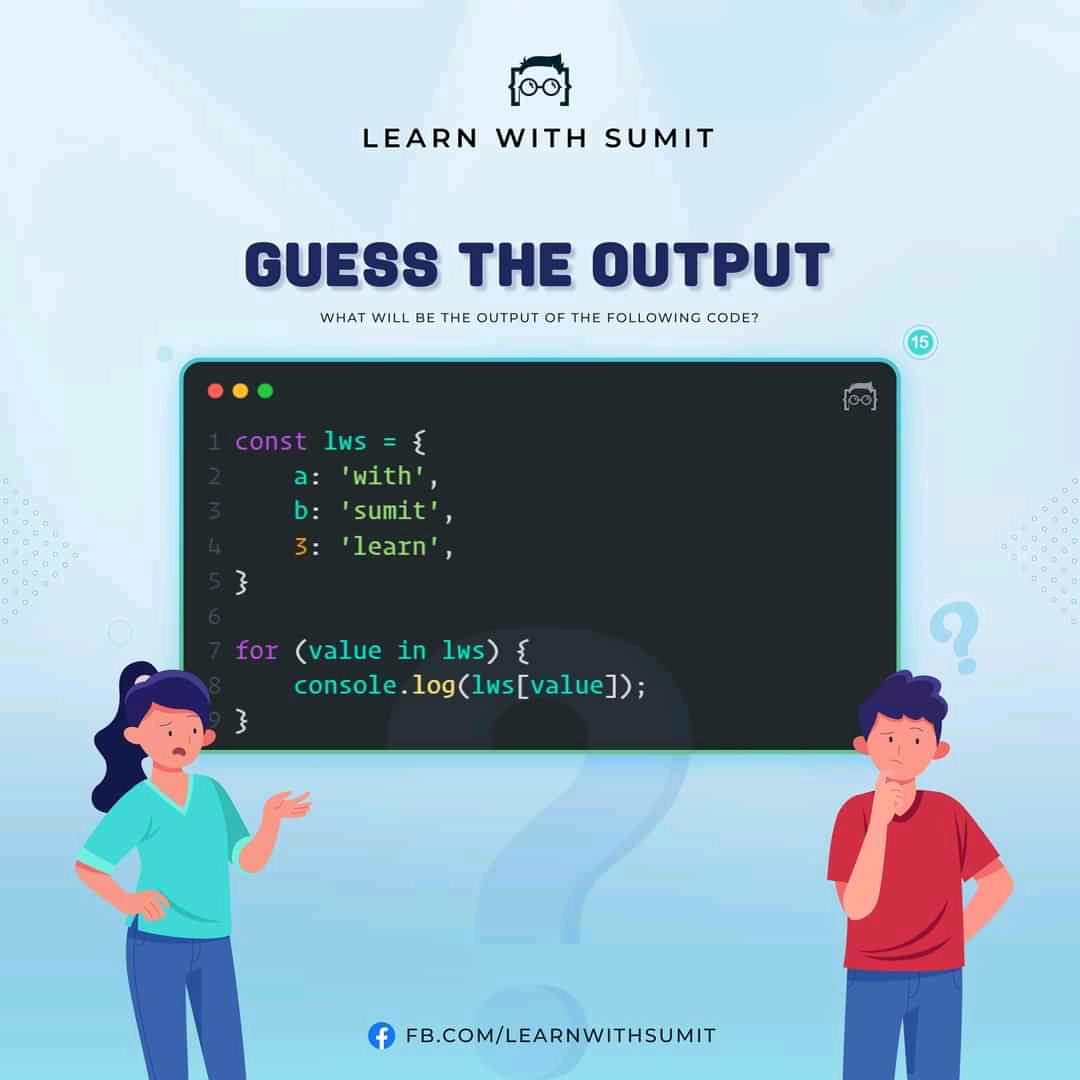 LEARN WITH SUMIT
GUESS THE OUTPUT
WHAT WILL BE THE OUTPUT OF THE FOLLOWING CODE?
15
1 const lws = {
2     a: 'with',
3     b: 'sumit',
4     3: 'learn',
5 }
6
7 for (value in lws) {
8     console.log(lws[value]);
9 }
?
?
FB.COM/LEARNWITHSUMIT